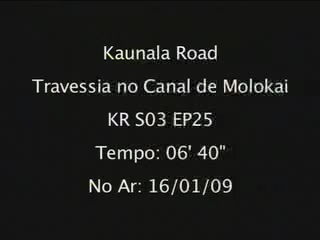 Kaunala Road
Travessia no Canal de Molokai
KR S03 EP25
Tempo: 06' 40"
No Ar: 16/01/09